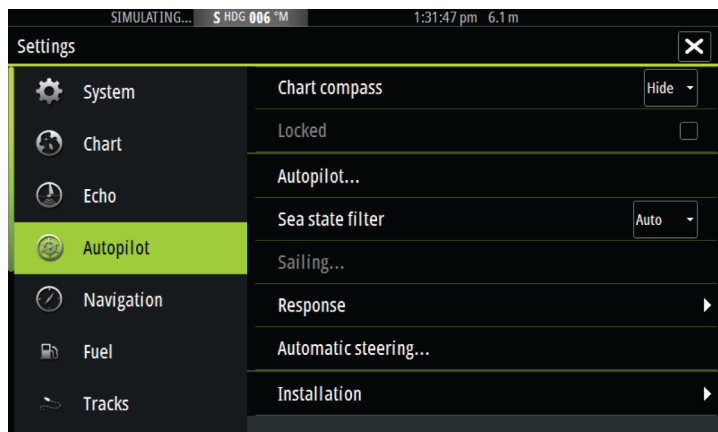 SIMULATING... S HDG 006 °M 1:31:47 pm 6.1 m
Settings
System
Chart
Echo
Autopilot
Navigation
Fuel
Tracks
Chart compass Hide
Locked
Autopilot...
Sea state filter Auto
Sailing...
Response
Automatic steering...
Installation